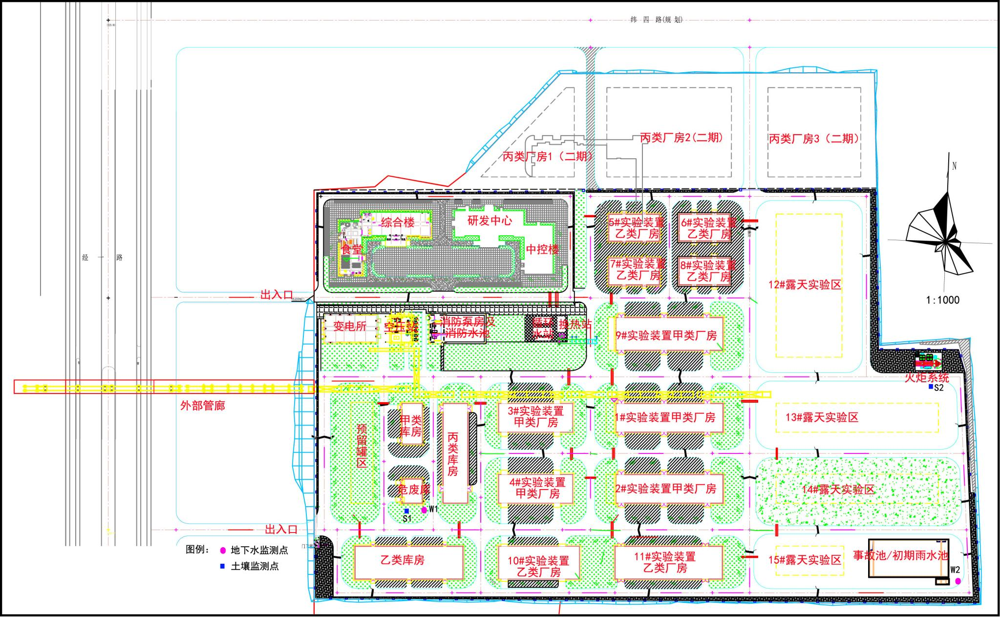 纬 四 路(规 划)
1323.80
丙类厂房2(二期)
丙类厂房3（二期）
丙类厂房1（二期）
N
综合楼
研发中心
食堂
中控楼
5#实验装置
乙类厂房
6#实验装置
乙类厂房
经 一 路
7#实验装置
乙类厂房
8#实验装置
乙类厂房
12#露天实验区
1:1000
出入口
变电所
空压站
消防泵房及
消防水池
循环
水站
换热站
9#实验装置甲类厂房
火炬系统
S2
外部管廊
预留罐区
甲类
库房
丙类库房
3#实验装置
甲类厂房
1#实验装置甲类厂房
13#露天实验区
危废库
4#实验装置
甲类厂房
2#实验装置甲类厂房
14#露天实验区
S1
W1
出入口
图例：
地下水监测点
土壤监测点
门卫室
乙类库房
10#实验装置
乙类厂房
11#实验装置
乙类厂房
15#露天实验区
事故池/初期雨水池
W2